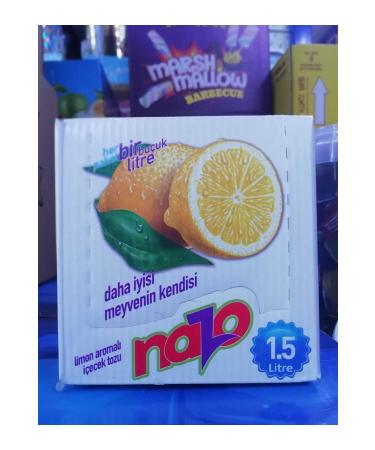 MARSH
MALLOW
BARBECUE
her
bir buçuk
litre
daha iyisi
meyvenin kendisi
nazo
limon aromalı
içecek tozu
1.5
Litre